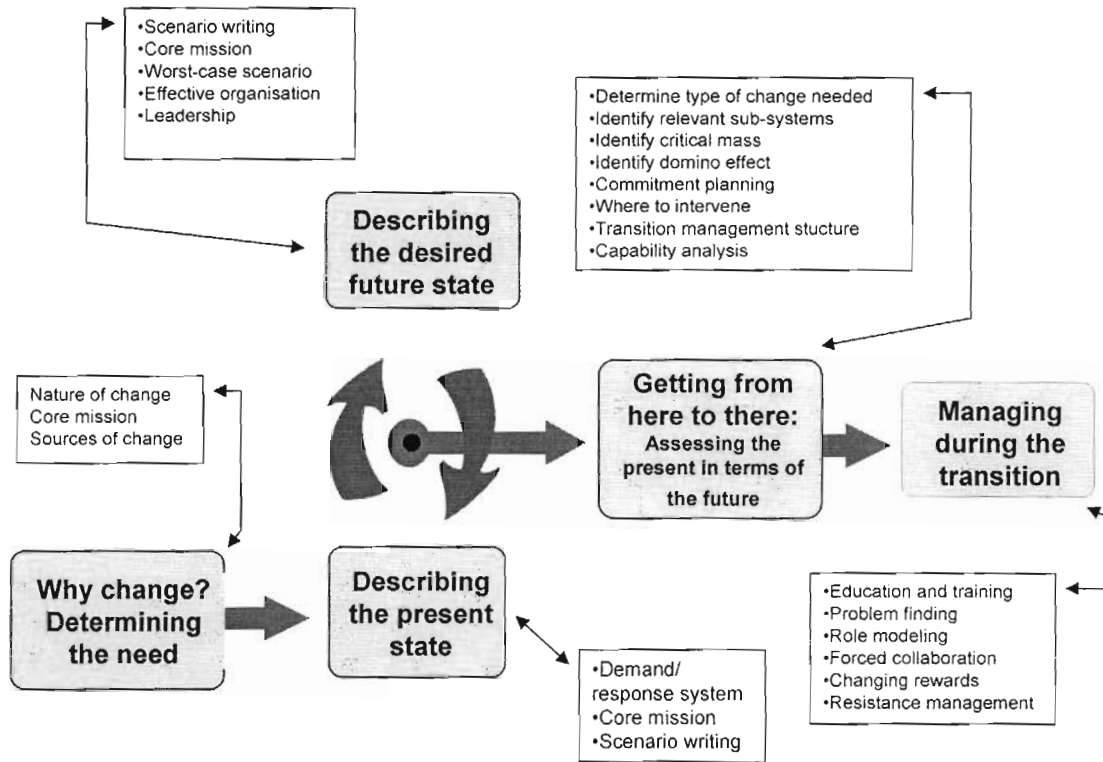 •Scenario writing
•Core mission
•Worst-case scenario
•Effective organisation
•Leadership
•Determine type of change needed
•Identify relevant sub-systems
•Identify critical mass
•Identify domino effect
•Commitment planning
•Where to intervene
•Transition management stucture
•Capability analysis
Describing
the desired
future state
Nature of change
Core mission
Sources of change
Getting from
here to there:
Assessing the
present in terms of
the future
Managing
during the
transition
Why change?
Determining
the need
Describing
the present
state
•Demand/
response system
•Core mission
•Scenario writing
•Education and training
•Problem finding
•Role modeling
•Forced collaboration
•Changing rewards
•Resistance management